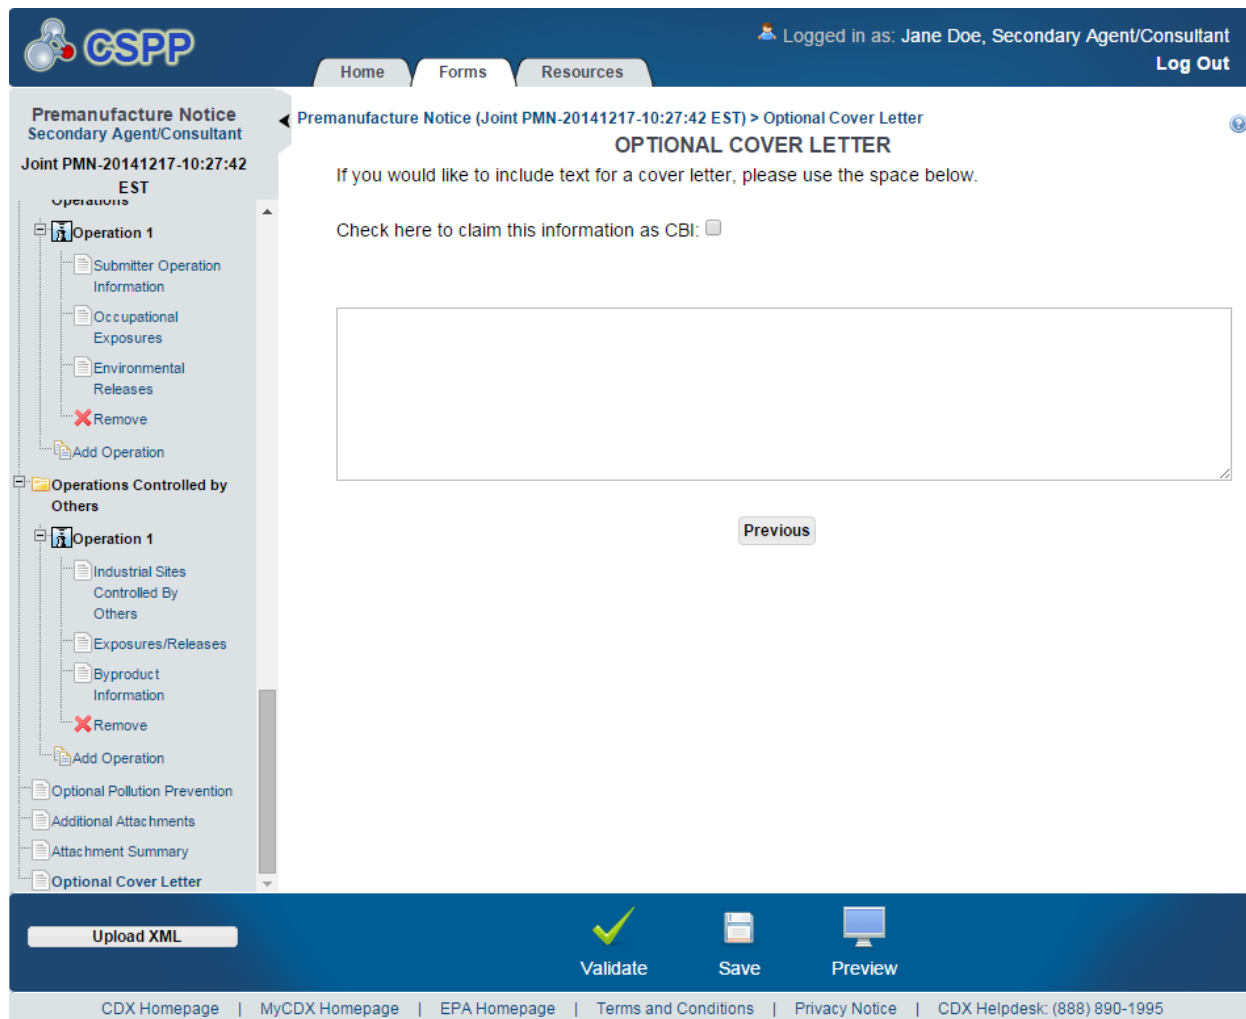 CSPP
Logged in as: Jane Doe, Secondary Agent/Consultant
Log Out
Home
Forms
Resources
Premanufacture Notice
Secondary Agent/Consultant
Joint PMN-20141217-10:27:42
EST
Operations
Operation 1
Submitter Operation
Information
Occupational
Exposures
Environmental
Releases
Remove
Add Operation
Operations Controlled by
Others
Operation 1
Industrial Sites
Controlled By
Others
Exposures/Releases
Byproduct
Information
Remove
Add Operation
Optional Pollution Prevention
Additional Attachments
Attachment Summary
Optional Cover Letter
Premanufacture Notice (Joint PMN-20141217-10:27:42 EST) > Optional Cover Letter
OPTIONAL COVER LETTER
If you would like to include text for a cover letter, please use the space below.
Check here to claim this information as CBI:
Previous
Upload XML
Validate
Save
Preview
CDX Homepage | MyCDX Homepage | EPA Homepage | Terms and Conditions | Privacy Notice | CDX Helpdesk: (888) 890-1995